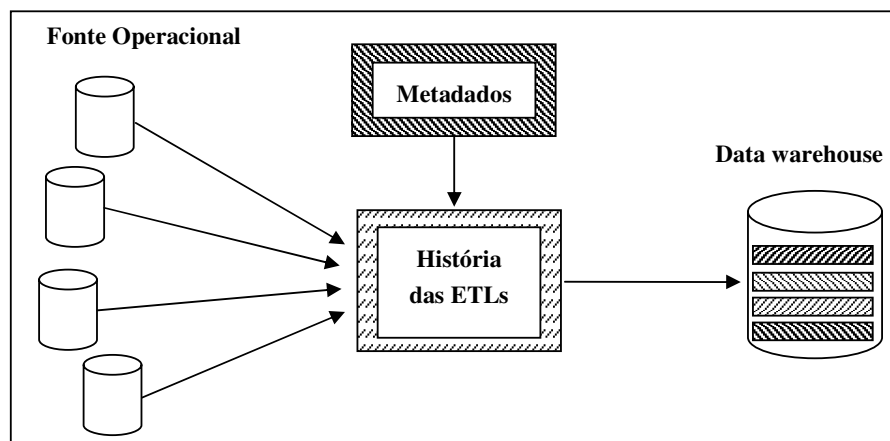 Fonte Operacional
Metadados
Data warehouse
História
das ETLs